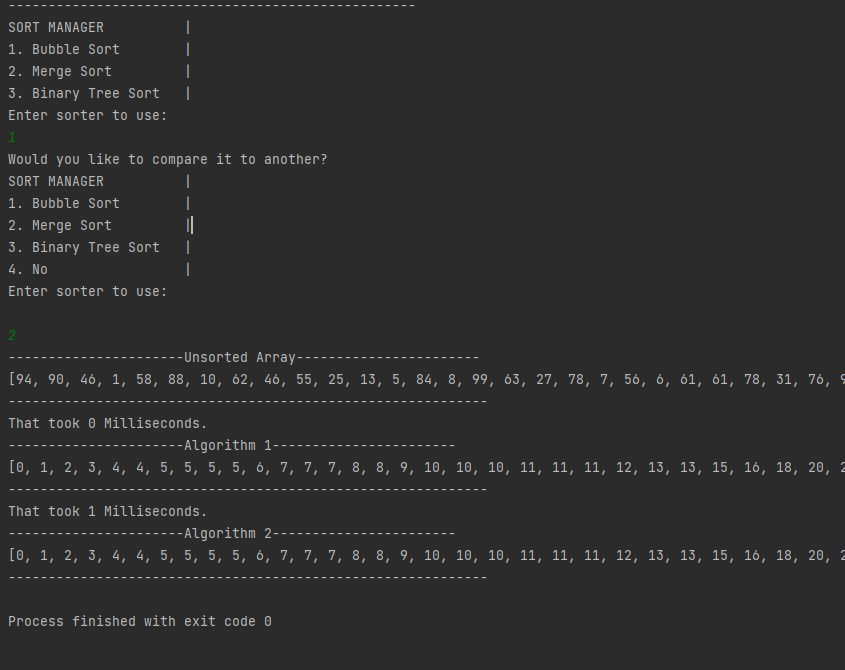 ---------------------------------------------------
SORT MANAGER          |
1. Bubble Sort        |
2. Merge Sort         |
3. Binary Tree Sort   |
Enter sorter to use:
1
Would you like to compare it to another?
SORT MANAGER          |
1. Bubble Sort        |
2. Merge Sort         |
3. Binary Tree Sort   |
4. No                 |
Enter sorter to use:
2
----------------------Unsorted Array-----------------------
[94, 90, 46, 1, 58, 88, 10, 62, 46, 55, 25, 13, 5, 84, 8, 99, 63, 27, 78, 7, 56, 6, 61, 61, 78, 31, 76,
------------------------------------------------------------
That took 0 Milliseconds.
----------------------Algorithm 1-----------------------
[0, 1, 2, 3, 4, 4, 5, 5, 5, 5, 6, 7, 7, 7, 8, 8, 9, 10, 10, 10, 11, 11, 11, 12, 13, 13, 15, 16, 18, 20,
------------------------------------------------------------
That took 1 Milliseconds.
----------------------Algorithm 2-----------------------
[0, 1, 2, 3, 4, 4, 5, 5, 5, 5, 6, 7, 7, 7, 8, 8, 9, 10, 10, 10, 11, 11, 11, 12, 13, 13, 15, 16, 18, 20,
------------------------------------------------------------
Process finished with exit code 0